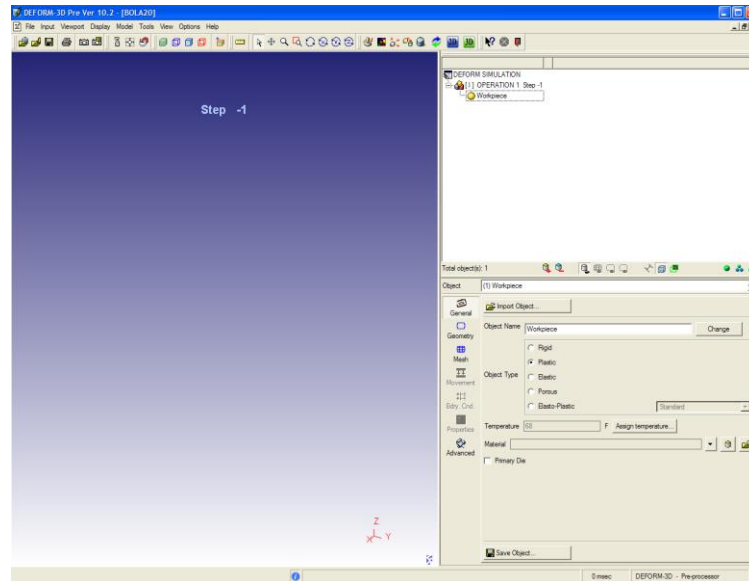 DEFORM-3D Pre Ver 10.2 - [BOLA20]
File Input Viewport Display Model Tools View Options Help
Step -1
DEFORM SIMULATION
[1] OPERATION 1 Step -1
Workpiece
Total object(s): 1
Object (1) Workpiece
General
Import Object...
Object Name Workpiece Change
Geometry
Mesh
Movement
Bdry. Cnd.
Properties
Advanced
Object Type
Rigid
Plastic
Elastic
Porous
Elasto-Plastic Standard
Temperature 68 F Assign temperature...
Material
Primary Die
Z
X Y
Save Object...
0 msec DEFORM-3D - Pre-processor